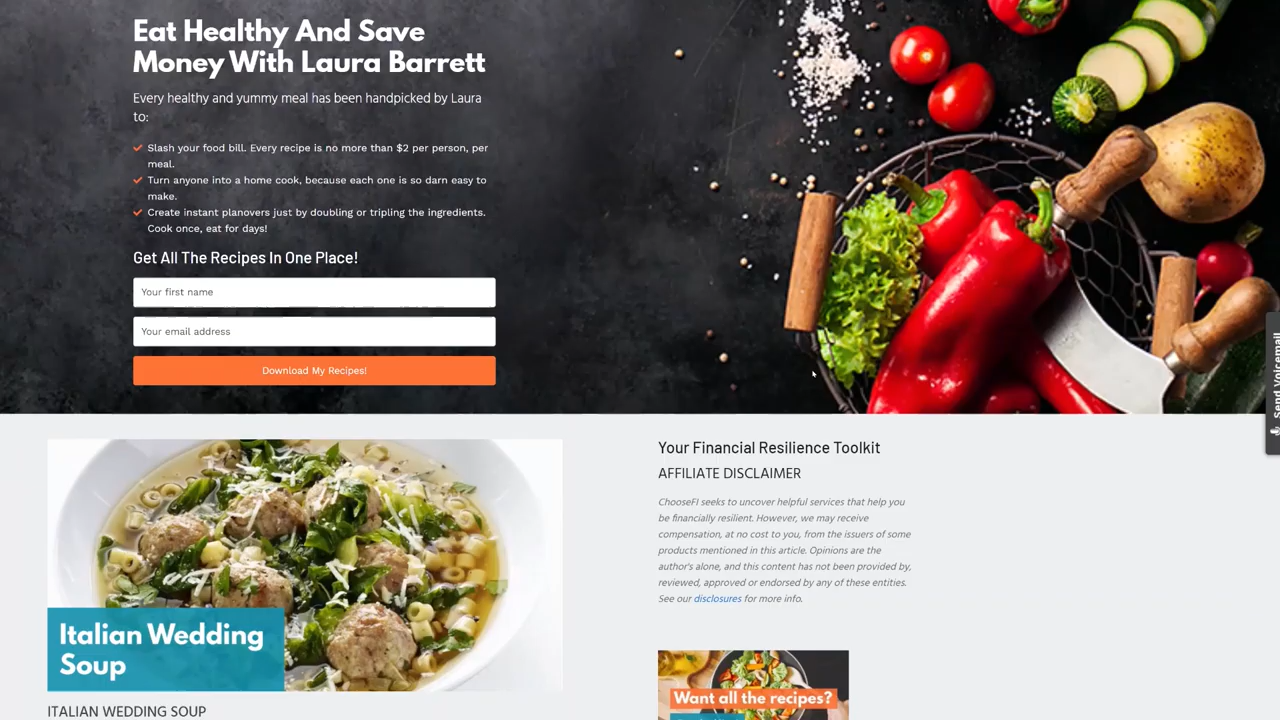 Eat Healthy And Save
Money With Laura Barrett
Every healthy and yummy meal has been handpicked by Laura
to:
Slash your food bill. Every recipe is no more than $2 per person, per
meal.
Turn anyone into a home cook, because each one is so darn easy to
make.
Create instant planovers just by doubling or tripling the ingredients.
Cook once, eat for days!
Get All The Recipes In One Place!
Your first name
Your email address
Download My Recipes!
Send Voicemail
Italian Wedding
Soup
ITALIAN WEDDING SOUP
Your Financial Resilience Toolkit
AFFILIATE DISCLAIMER
ChooseFI seeks to uncover helpful services that help you
be financially resilient. However, we may receive
compensation, at no cost to you, from the issuers of some
products mentioned in this article. Opinions are the
author's alone, and this content has not been provided by,
reviewed, approved or endorsed by any of these entities.
See our disclosures for more info.
Want all the recipes?